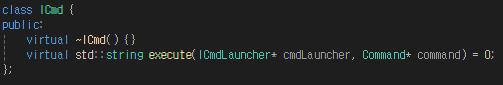 class ICmd {
public:
    virtual ~ICmd() {}
    virtual std::string execute(ICmdLauncher* cmdLauncher, Command* command) = 0;
};